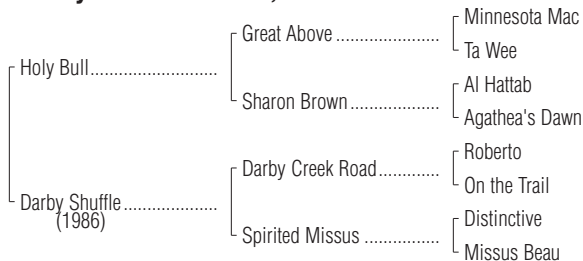 Minnesota Mac
Great Above
Ta Wee
Holy Bull
Al Hattab
Sharon Brown
Agathea's Dawn
Roberto
Darby Creek Road
On the Trail
Darby Shuffle
(1986)
Distinctive
Spirited Missus
Missus Beau